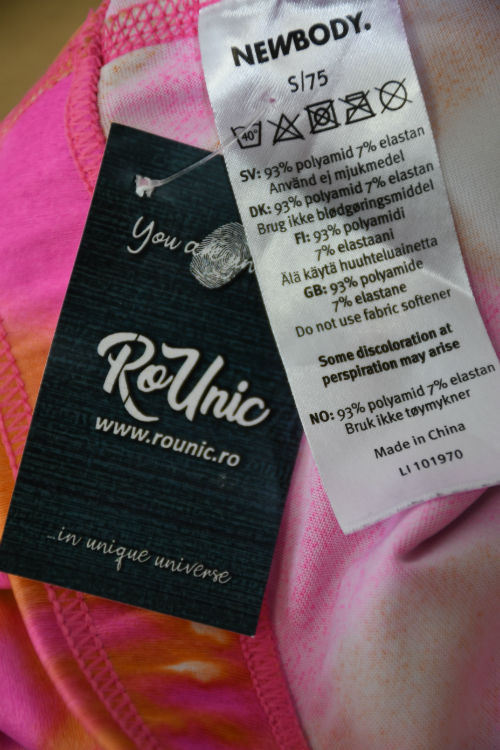 NEWBODY.
S/75
40°
SV: 93% polyamid 7% elastan
Använd ej mjukmedel
DK: 93% polyamid 7% elastan
Brug ikke blødgøringsmiddel
FI: 93% polyamidi
7% elastaani
Älä käytä huuhteluainetta
GB: 93% polyamide
7% elastane
Do not use fabric softener
Some discoloration at
perspiration may arise
NO: 93% polyamid 7% elastan
Bruk ikke tøymykner
Made in China
LI 101970
You
RoUnic
www.rounic.ro
...in unique universe